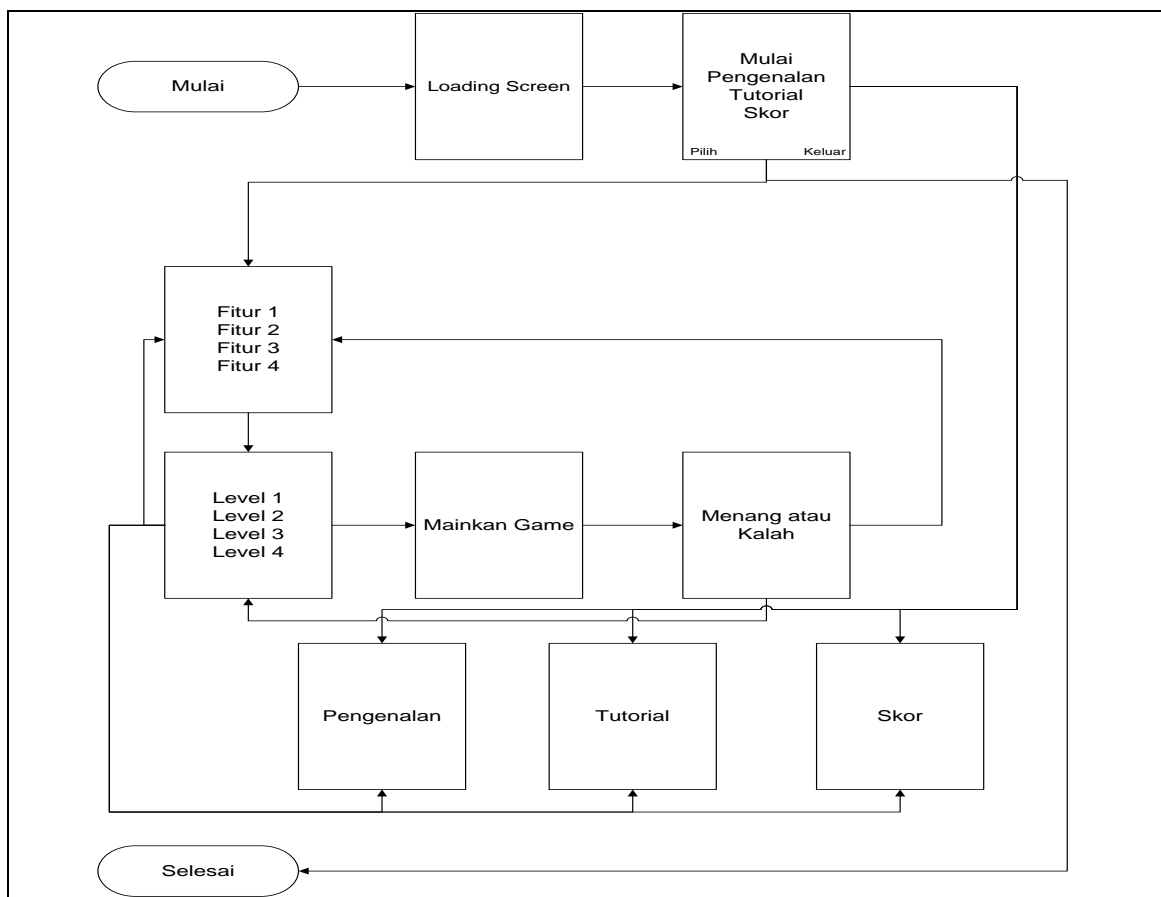 Mulai
Loading Screen
Mulai
Pengenalan
Tutorial
Skor
Pilih
Keluar
Fitur 1
Fitur 2
Fitur 3
Fitur 4
Level 1
Level 2
Level 3
Level 4
Mainkan Game
Menang atau
Kalah
Pengenalan
Tutorial
Skor
Selesai